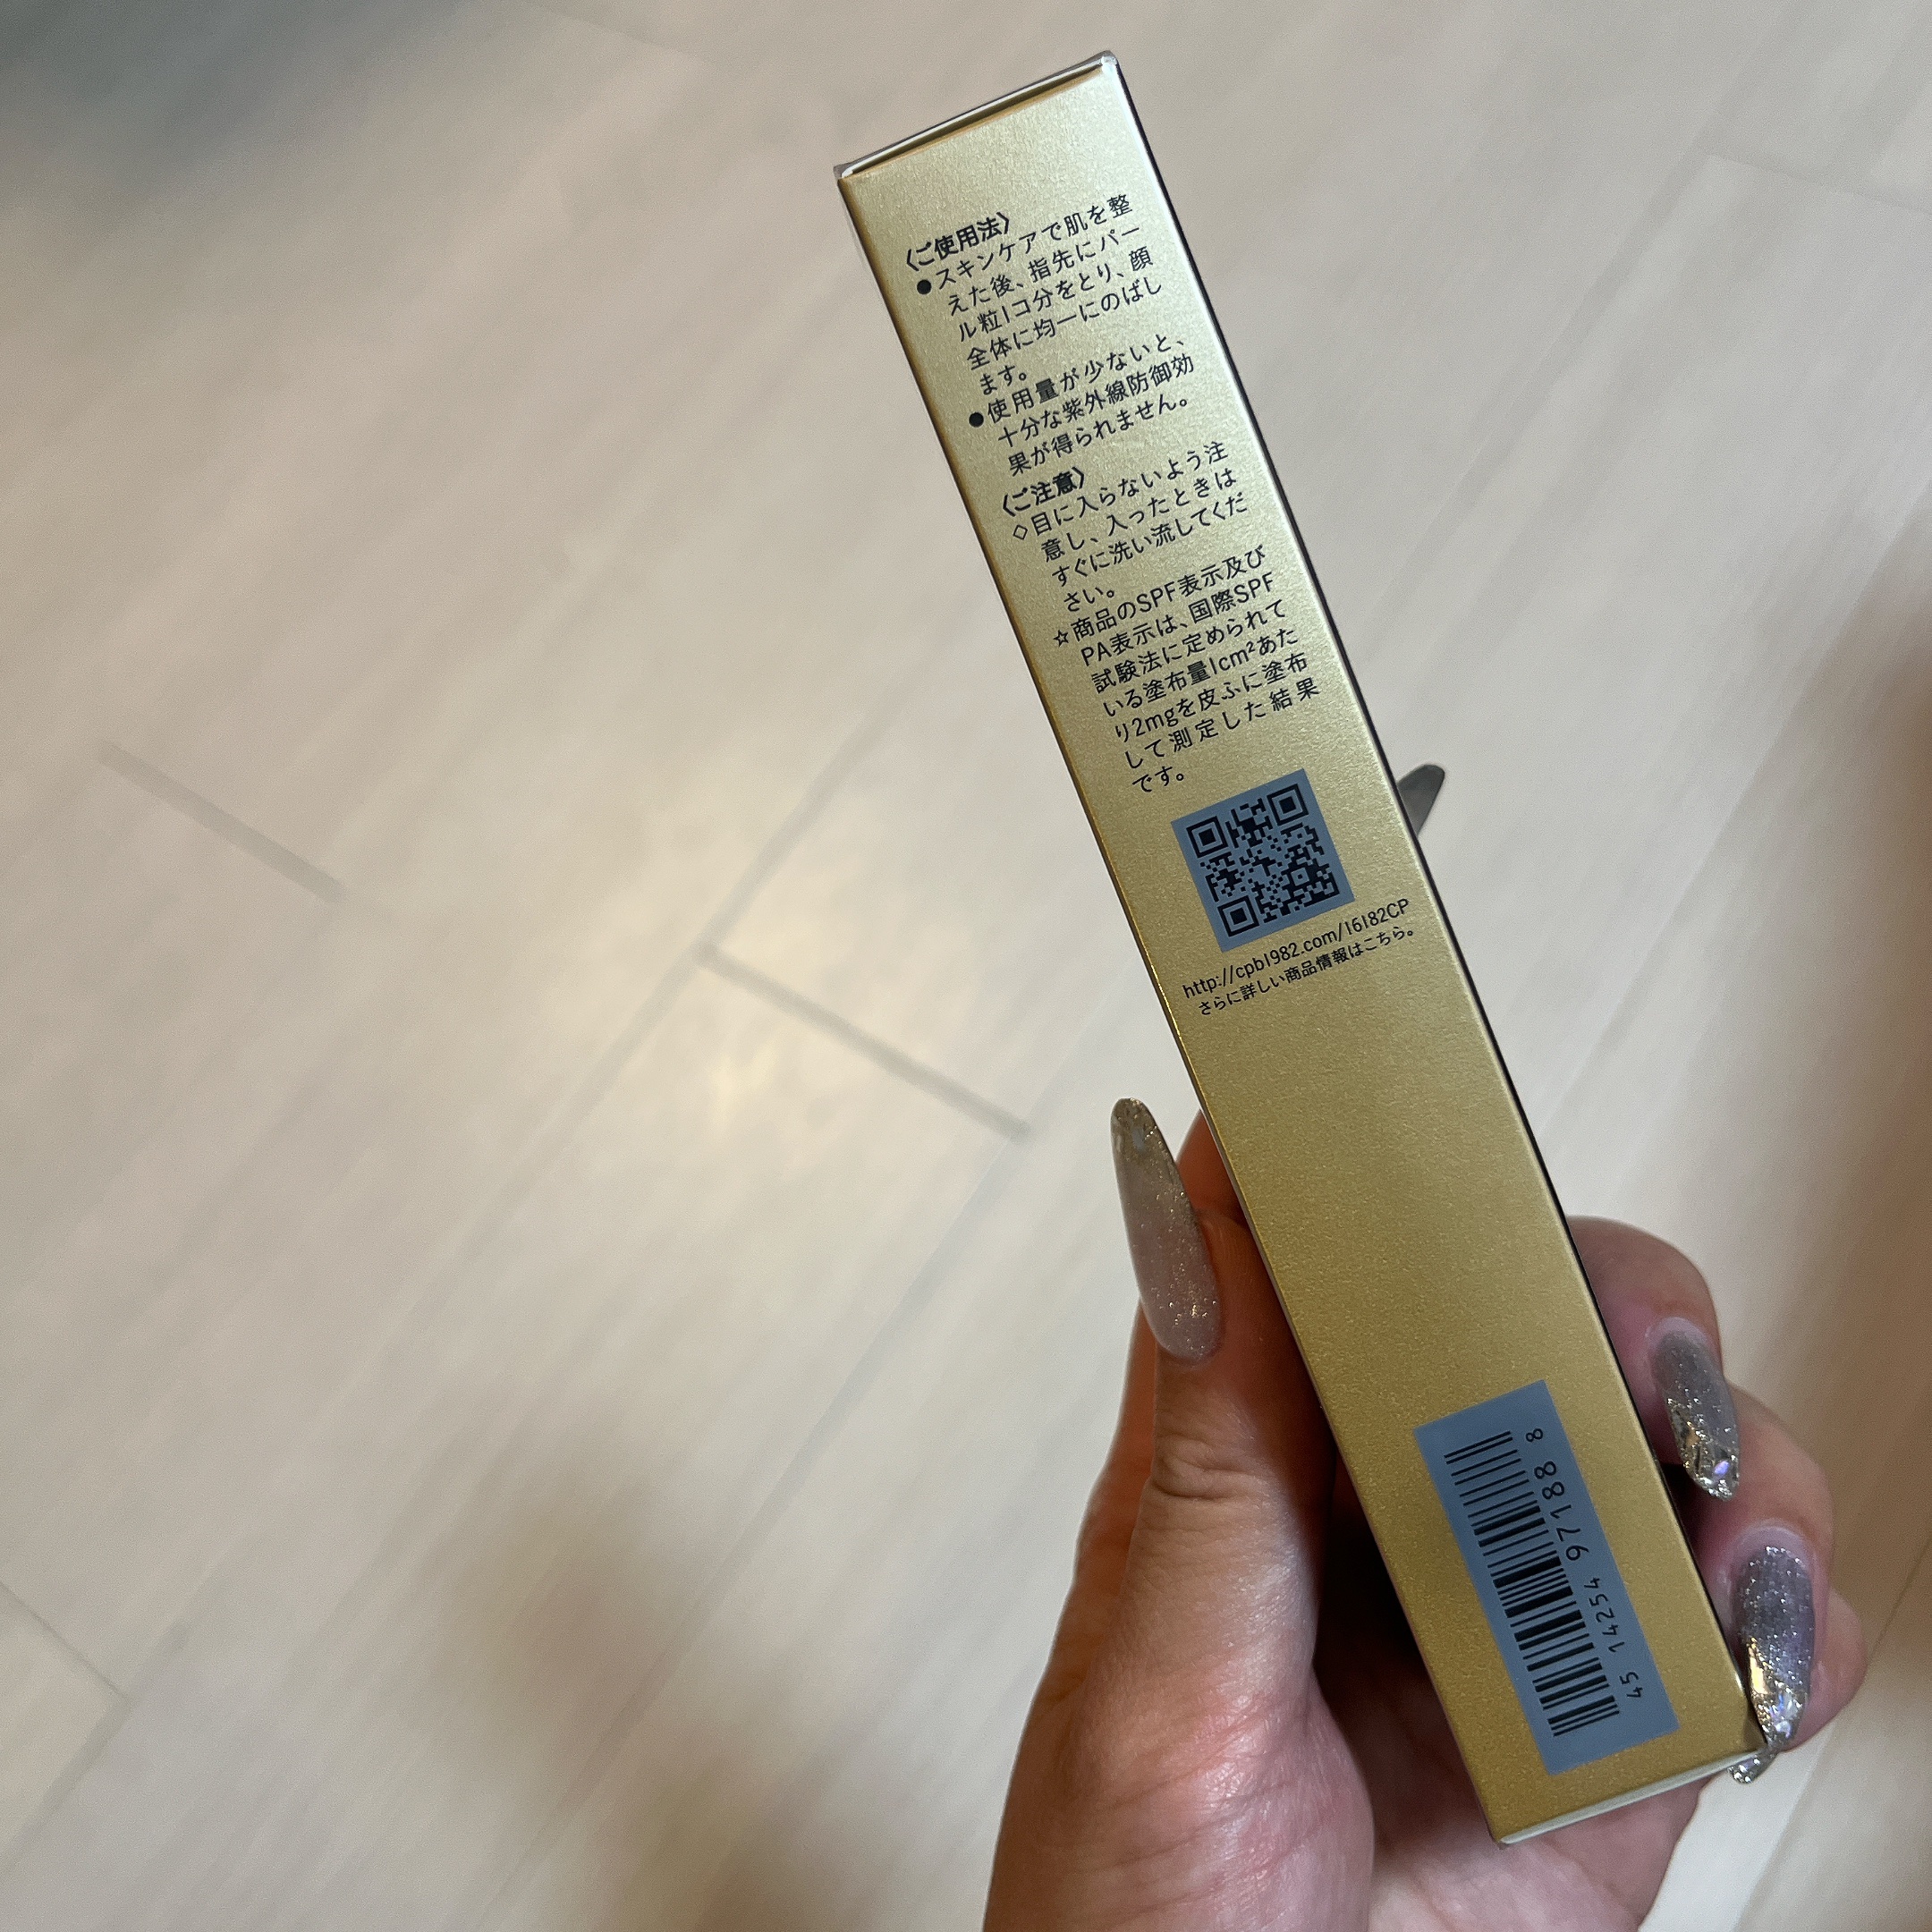 〈ご使用法〉
●スキンケアで肌を整
えた後、指先にパー
ル粒1コ分をとり、顔
全体に均一にのばし
ます。
●使用量が少ないと、
十分な紫外線防御効
果が得られません。
〈ご注意〉
◇目に入らないよう注
意し、入ったときは
すぐに洗い流してくだ
さい。
☆商品のSPF表示及び
PA表示は、国際SPF
試験法に定められて
いる塗布量1cm²あた
り2mgを皮ふに塗布
して測定した結果
です。
http://cpb1982.com/16182CP
さらに詳しい商品情報はこちら。
45 14254 97188 8